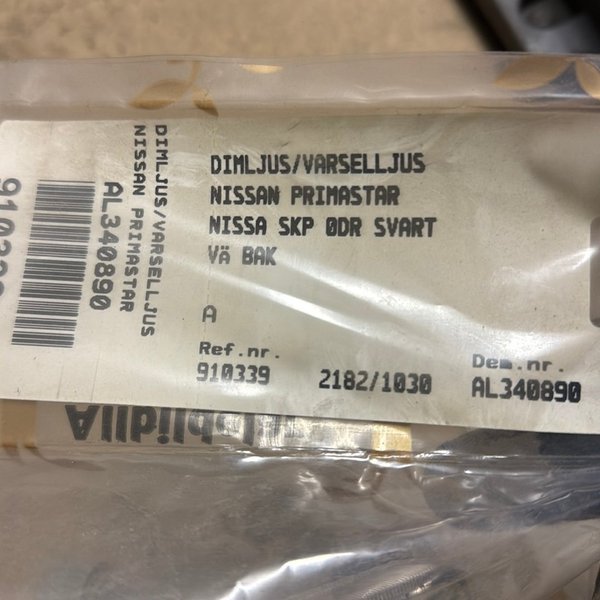 DIMLJUS/VARSELLJUS
NISSAN PRIMASTAR
NISSA SKP ØDR SVART
Vä BAK
A
Ref.nr.
910339
2182/1030
Dem.nr.
AL340890
DIMLJUS/VARSELLJUS
NISSAN PRIMASTAR
AL340890